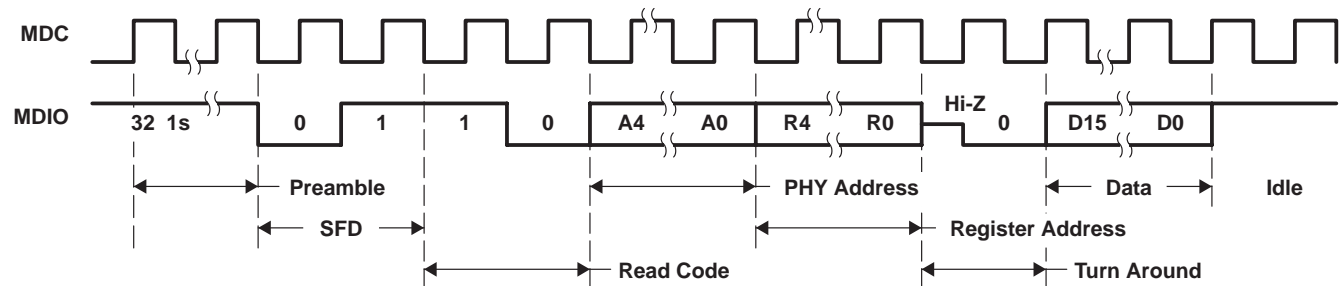 MDC
MDIO
32 1s 0 1 1 0 A4 A0 R4 R0 Hi-Z 0 D15 D0
Preamble PHY Address Data Idle
SFD Register Address
Read Code Turn Around